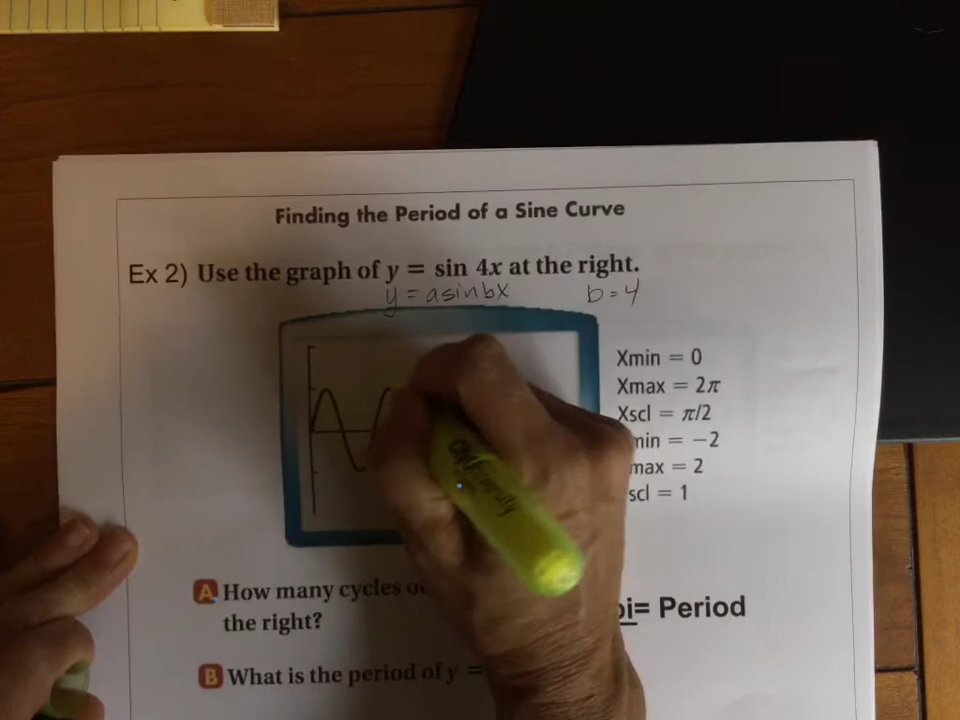 Finding the Period of a Sine Curve
Ex 2) Use the graph of y = sin 4x at the right.
y = asinbx b=4
Xmin = 0
Xmax = 2π
Xscl = π/2
min = −2
max = 2
scl = 1
A How many cycles
the right?
pi= Period
B What is the period of y =